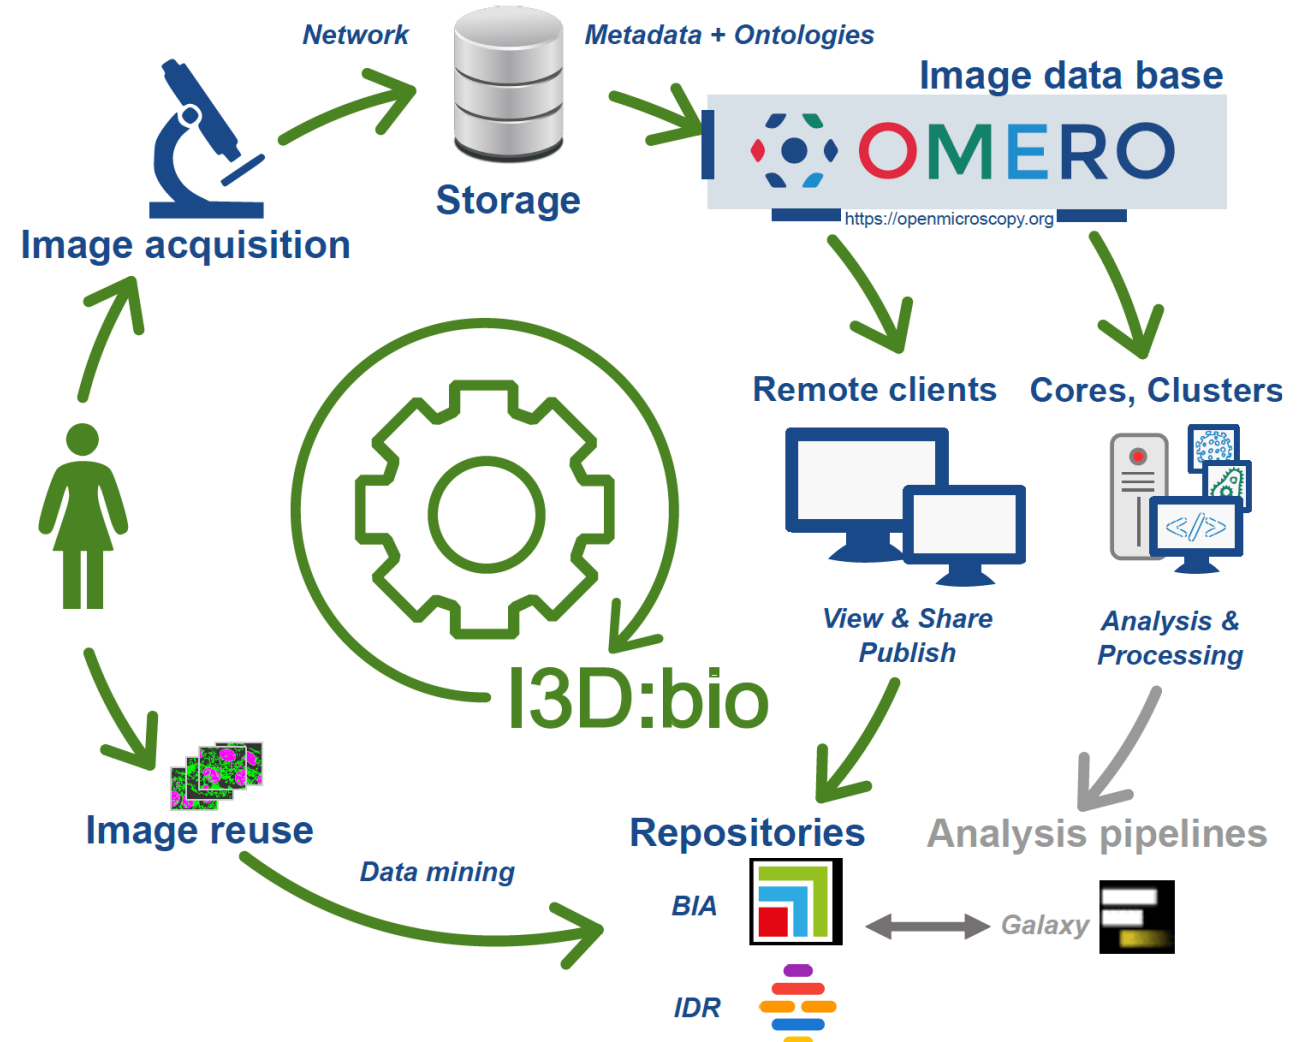 Network
Metadata + Ontologies
Image data base
OMERO
https://openmicroscopy.org
Storage
Image acquisition
Remote clients
Cores, Clusters
</>
View & Share
Publish
Analysis &
Processing
I3D:bio
Image reuse
Repositories
Analysis pipelines
Data mining
BIA
Galaxy
IDR